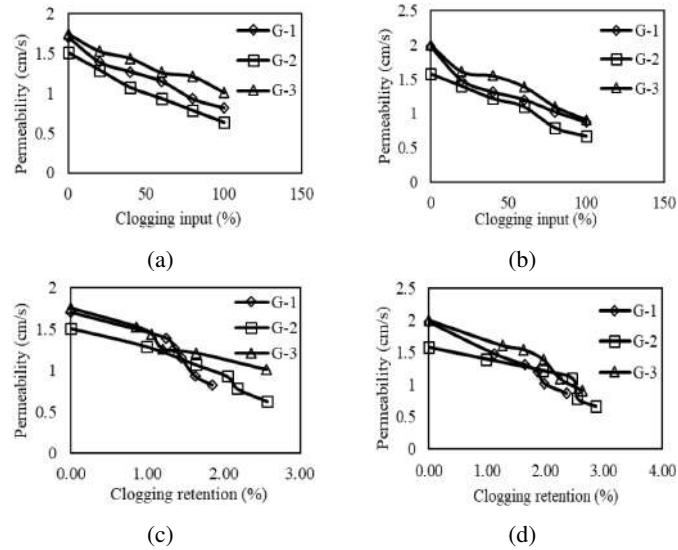 2
1.5
1
0.5
0
Permeability (cm/s)
G-1
G-2
G-3
0 50 100 150
Clogging input (%)
(a)
2.5
2
1.5
1
0.5
0
Permeability (cm/s)
G-1
G-2
G-3
0 50 100 150
Clogging input (%)
(b)
2
1.5
1
0.5
0
Permeability (cm/s)
G-1
G-2
G-3
0.00 1.00 2.00 3.00
Clogging retention (%)
(c)
2.5
2
1.5
1
0.5
0
Permeability (cm/s)
G-1
G-2
G-3
0.00 1.00 2.00 3.00 4.00
Clogging retention (%)
(d)